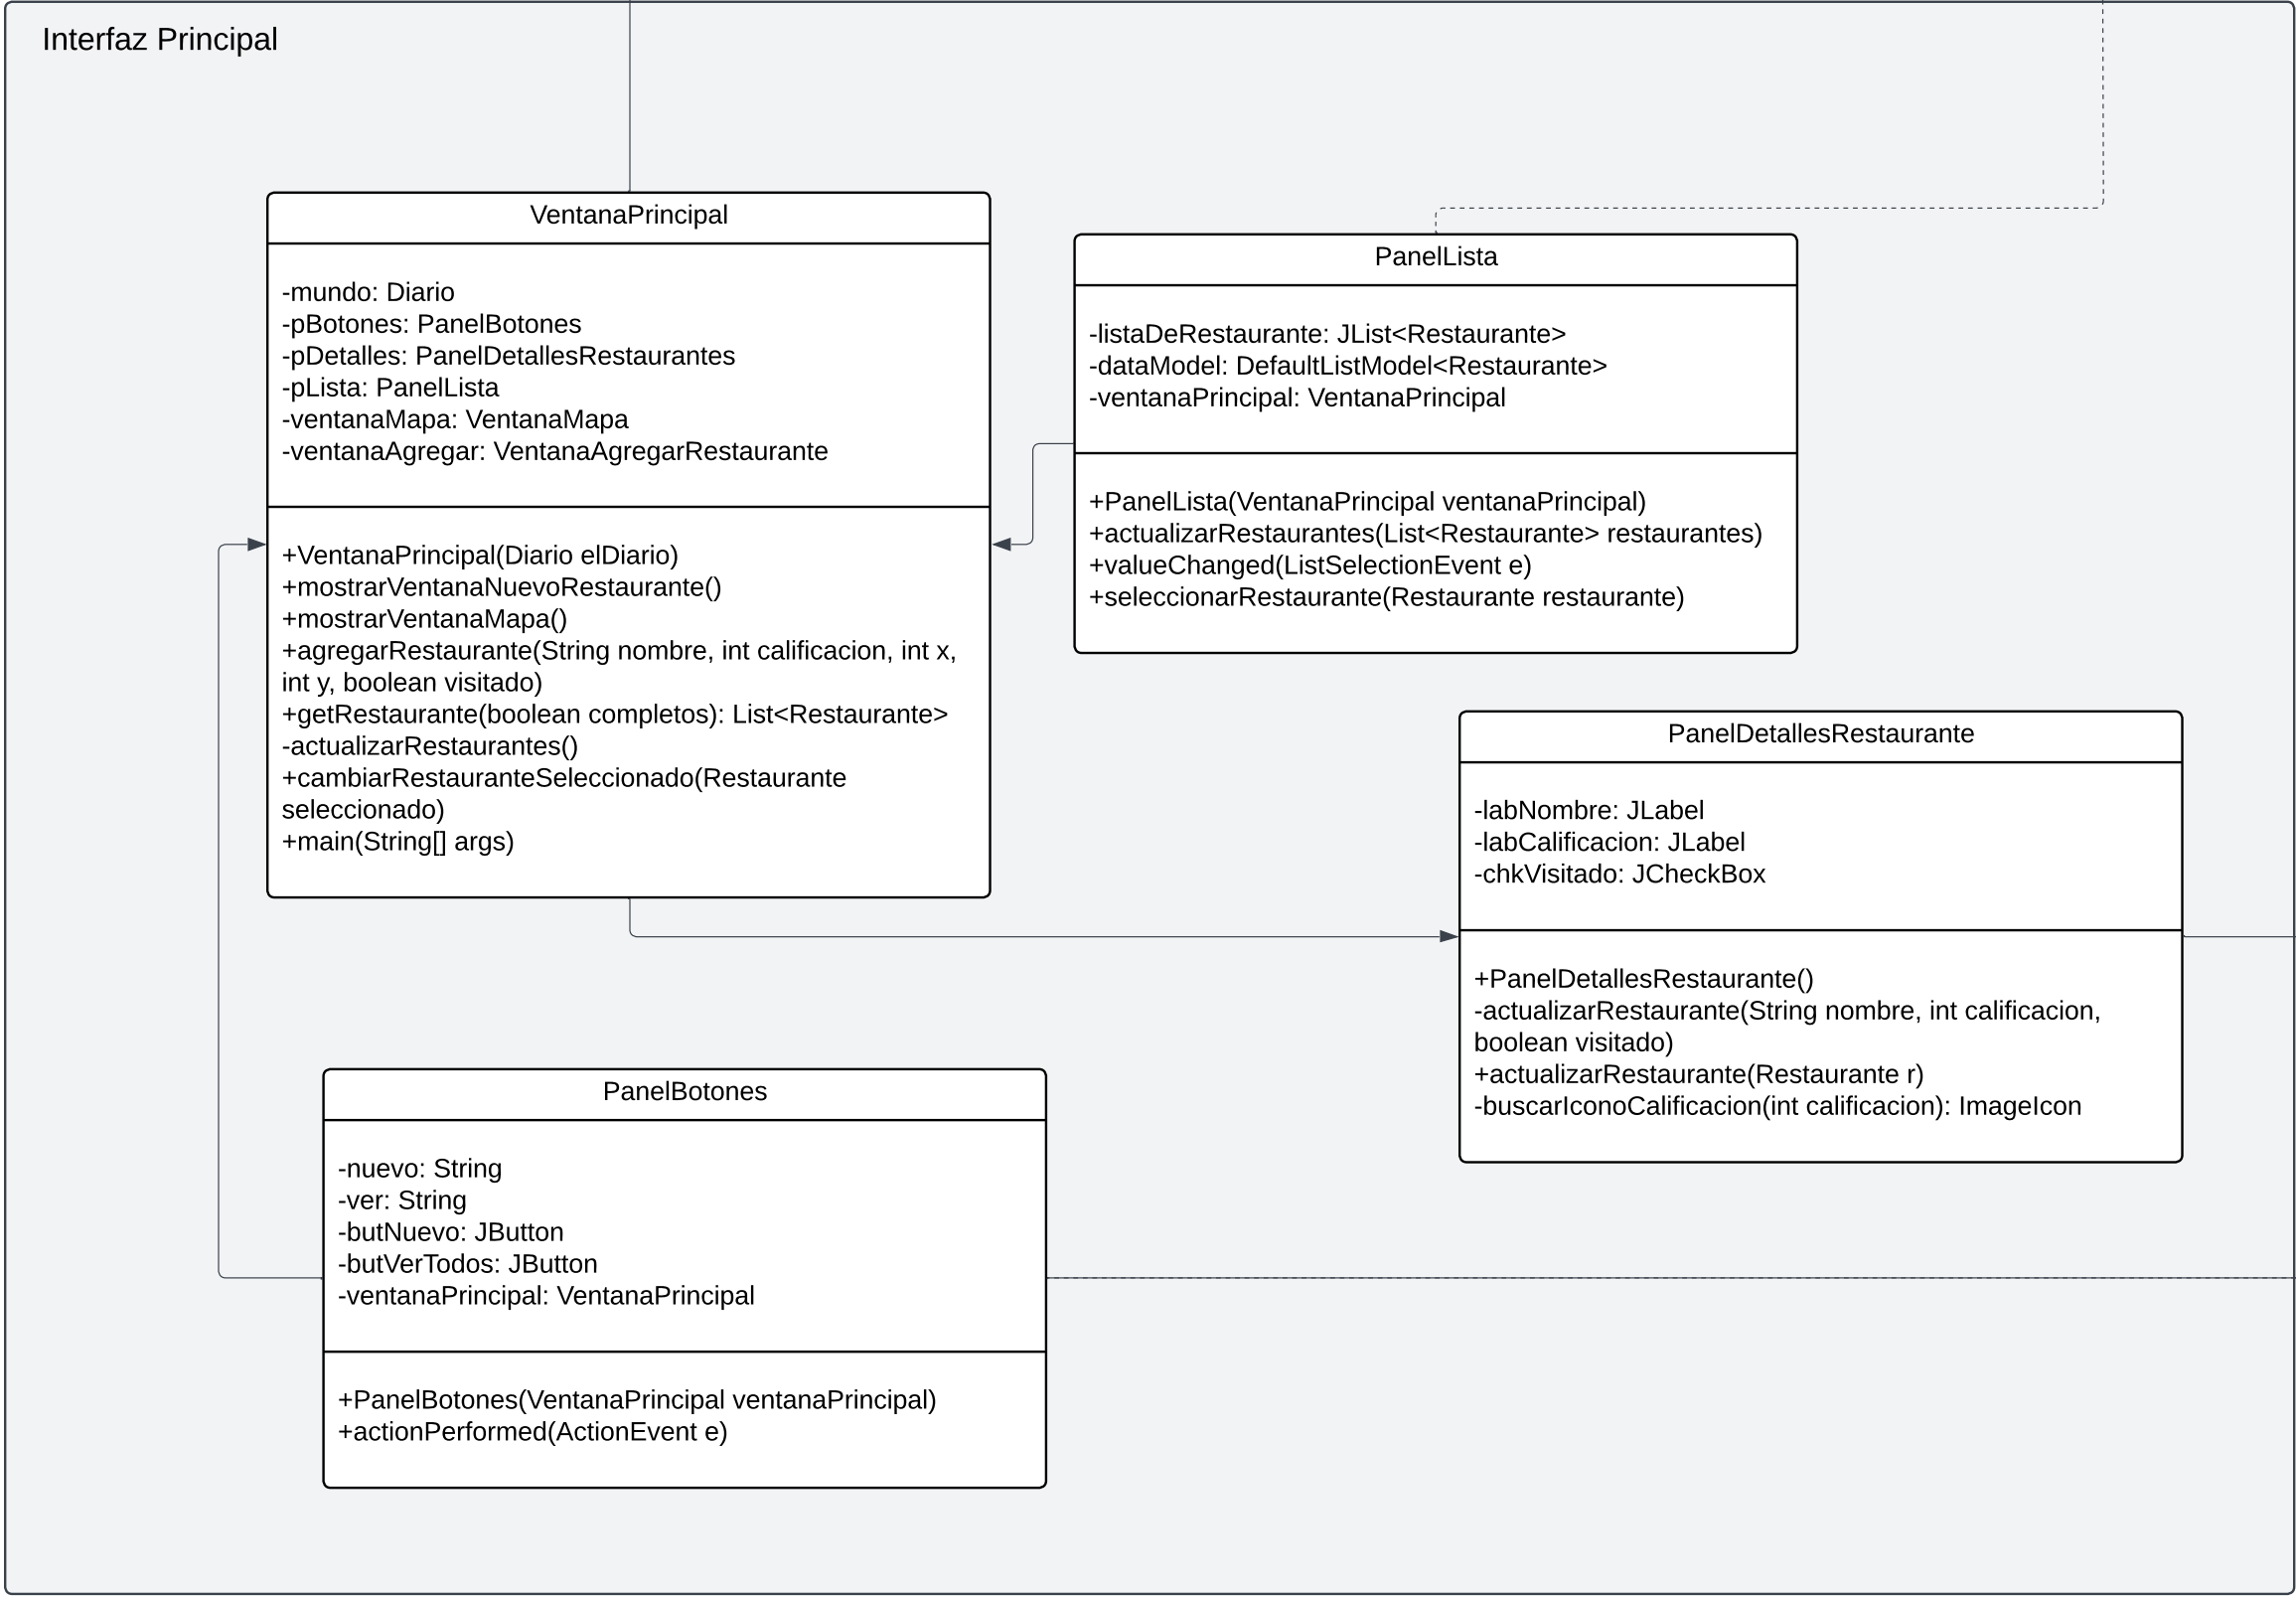 Interfaz Principal
VentanaPrincipal
-mundo: Diario
-pBotones: PanelBotones
-pDetalles: PanelDetallesRestaurantes
-pLista: PanelLista
-ventanaMapa: VentanaMapa
-ventanaAgregar: VentanaAgregarRestaurante
+VentanaPrincipal(Diario elDiario)
+mostrarVentanaNuevoRestaurante()
+mostrarVentanaMapa()
+agregarRestaurante(String nombre, int calificacion, int x,
int y, boolean visitado)
+getRestaurante(boolean completos): List<Restaurante>
-actualizarRestaurantes()
+cambiarRestauranteSeleccionado(Restaurante
seleccionado)
+main(String[] args)
PanelLista
-listaDeRestaurante: JList<Restaurante>
-dataModel: DefaultListModel<Restaurante>
-ventanaPrincipal: VentanaPrincipal
+PanelLista(VentanaPrincipal ventanaPrincipal)
+actualizarRestaurantes(List<Restaurante> restaurantes)
+valueChanged(ListSelectionEvent e)
+seleccionarRestaurante(Restaurante restaurante)
PanelDetallesRestaurante
-labNombre: JLabel
-labCalificacion: JLabel
-chkVisitado: JCheckBox
+PanelDetallesRestaurante()
-actualizarRestaurante(String nombre, int calificacion,
boolean visitado)
+actualizarRestaurante(Restaurante r)
-buscarIconoCalificacion(int calificacion): ImageIcon
PanelBotones
-nuevo: String
-ver: String
-butNuevo: JButton
-butVerTodos: JButton
-ventanaPrincipal: VentanaPrincipal
+PanelBotones(VentanaPrincipal ventanaPrincipal)
+actionPerformed(ActionEvent e)